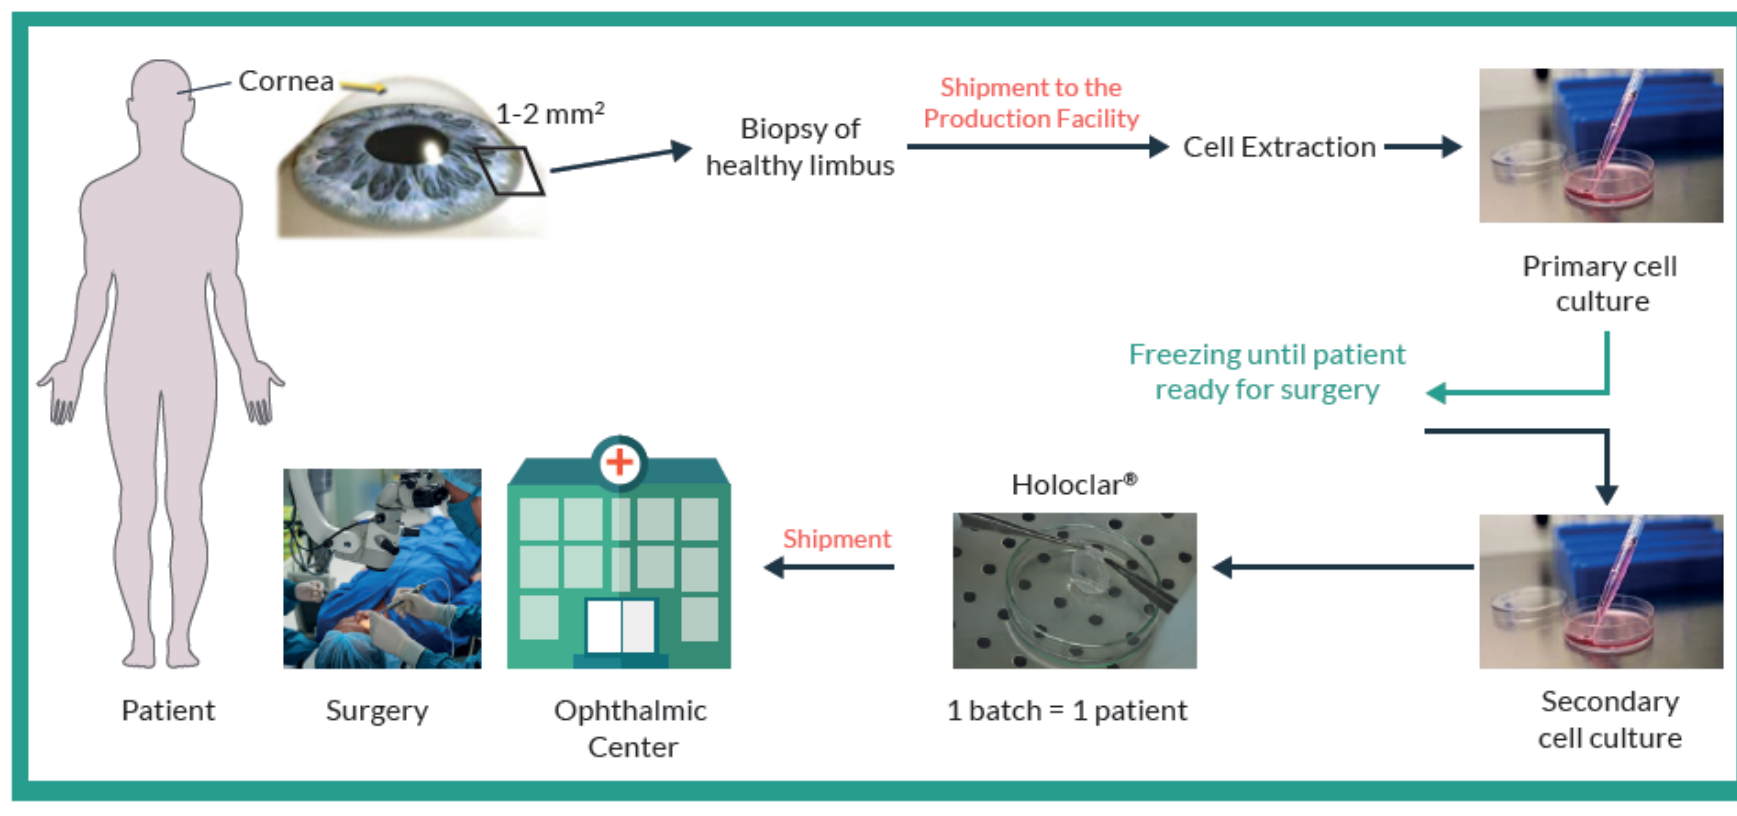 Cornea
1-2 mm²
Biopsy of
healthy limbus
Shipment to the
Production Facility
Cell Extraction
Primary cell
culture
Freezing until patient
ready for surgery
Secondary
cell culture
Holoclar®
1 batch = 1 patient
Shipment
Ophthalmic
Center
Surgery
Patient